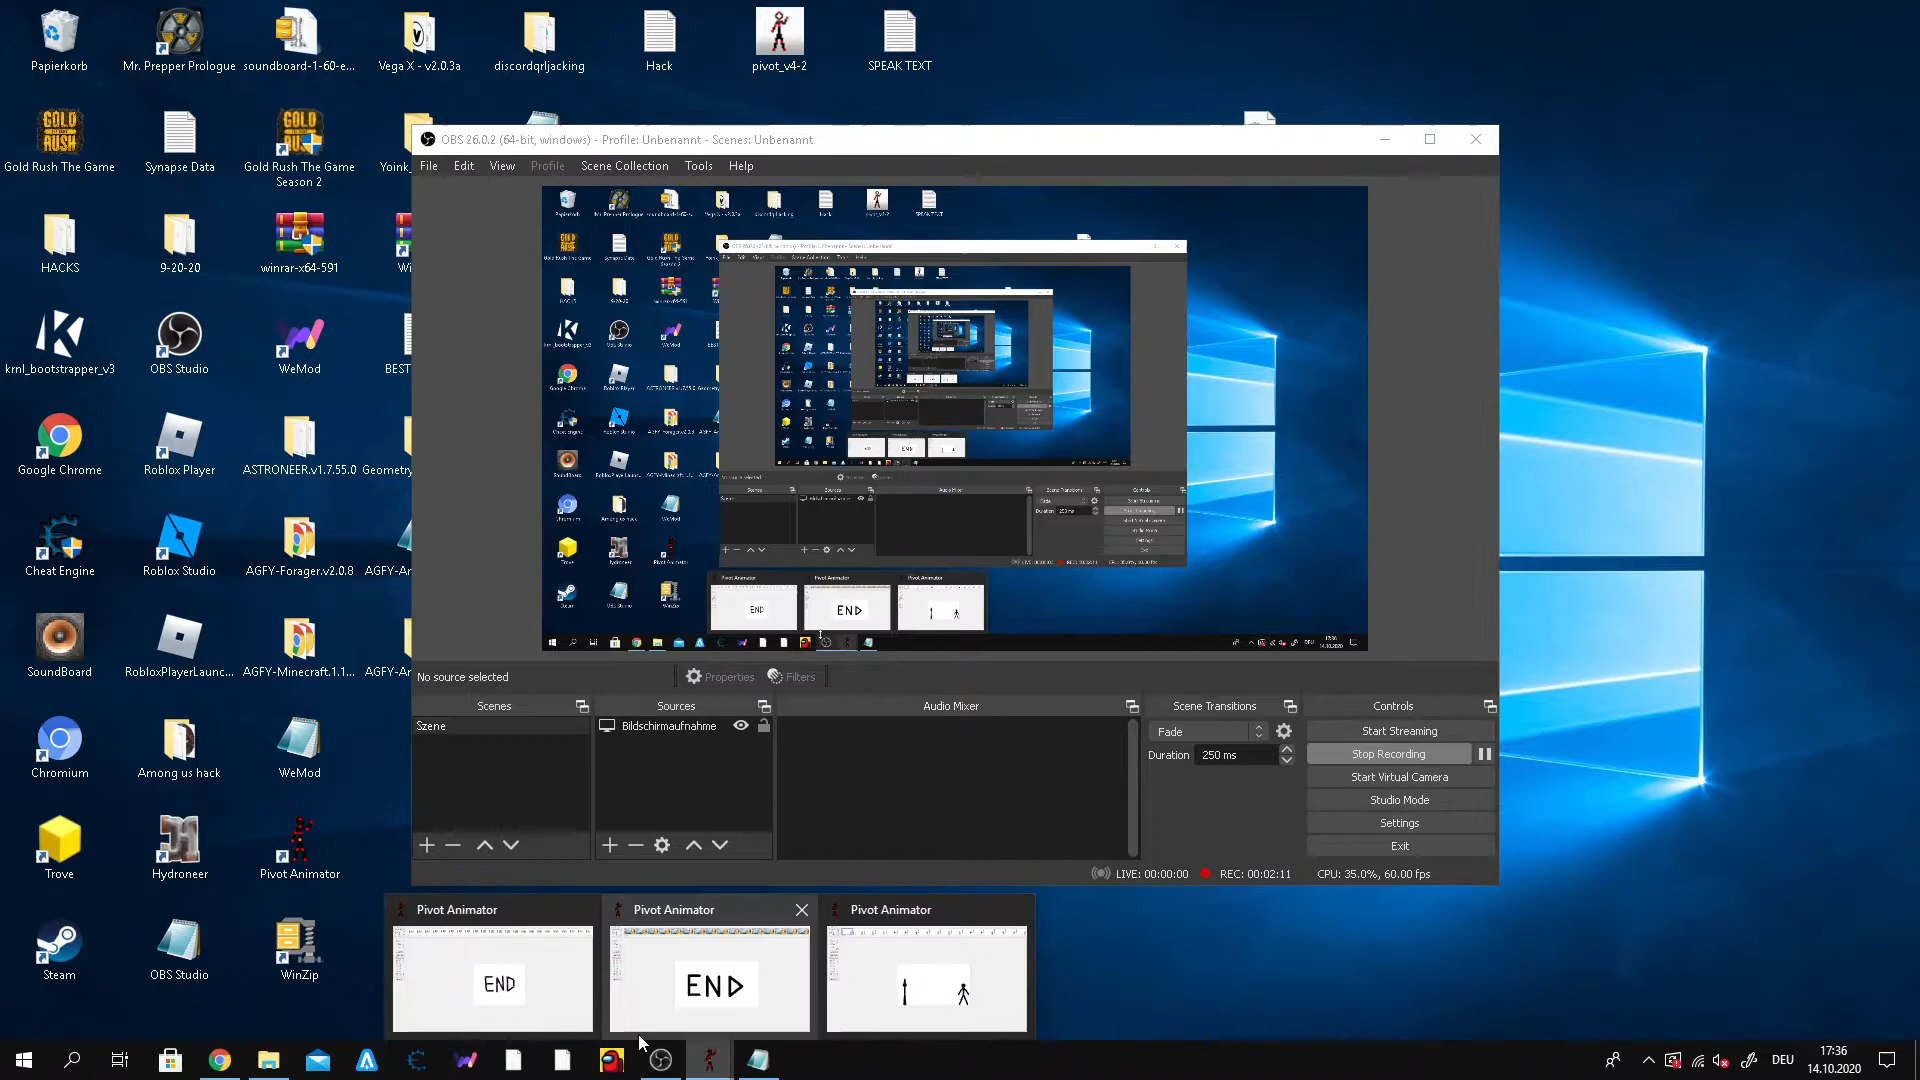 Papierkorb
Mr. Prepper Prologue
soundboard-1-60-e...
Vega X - v2.0.3a
discordqrljacking
Hack
pivot_v4-2
SPEAK TEXT
Gold Rush The Game
Synapse Data
Gold Rush The Game
Season 2
Yoink_
HACKS
9-20-20
winrar-x64-591
Wi
krnl_bootstrapper_v3
OBS Studio
WeMod
BEST
Google Chrome
Roblox Player
ASTRONEER.v1.7.55.0
Geometry
Cheat Engine
Roblox Studio
AGFY-Forager.v2.0.8
AGFY-Ar
SoundBoard
RobloxPlayerLaunc...
AGFY-Minecraft.1.1...
AGFY-Ar
Chromium
Among us hack
WeMod
Trove
Hydroneer
Pivot Animator
Steam
OBS Studio
WinZip
OBS 26.0.2 (64-bit, windows) - Profile: Unbenannt - Scenes: Unbenannt
File Edit View Profile Scene Collection Tools Help
No source selected
Properties
Filters
Scenes
Sources
Audio Mixer
Scene Transitions
Controls
Szene
Bildschirmaufnahme
Fade
Duration 250 ms
Start Streaming
Stop Recording
Start Virtual Camera
Studio Mode
Settings
Exit
LIVE: 00:00:00
REC: 00:02:11
CPU: 35.0%, 60.00 fps
Pivot Animator
Pivot Animator
Pivot Animator
END
END
DEU
17:36
14.10.2020